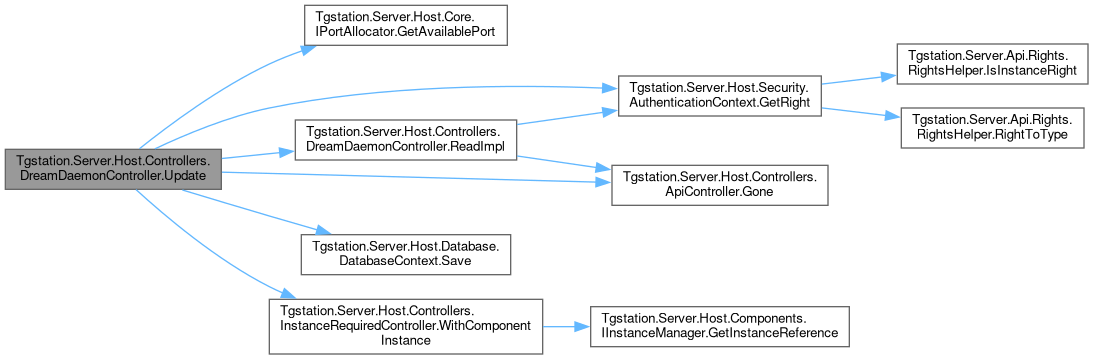 Tgstation.Server.Host.Controllers.
DreamDaemonController.Update
Tgstation.Server.Host.Core.
IPortAllocator.GetAvailablePort
Tgstation.Server.Host.Security.
AuthenticationContext.GetRight
Tgstation.Server.Api.Rights.
RightsHelper.IsInstanceRight
Tgstation.Server.Api.Rights.
RightsHelper.RightToType
Tgstation.Server.Host.Controllers.
DreamDaemonController.ReadImpl
Tgstation.Server.Host.Controllers.
ApiController.Gone
Tgstation.Server.Host.Database.
DatabaseContext.Save
Tgstation.Server.Host.Controllers.
InstanceRequiredController.WithComponent
Instance
Tgstation.Server.Host.Components.
IInstanceManager.GetInstanceReference